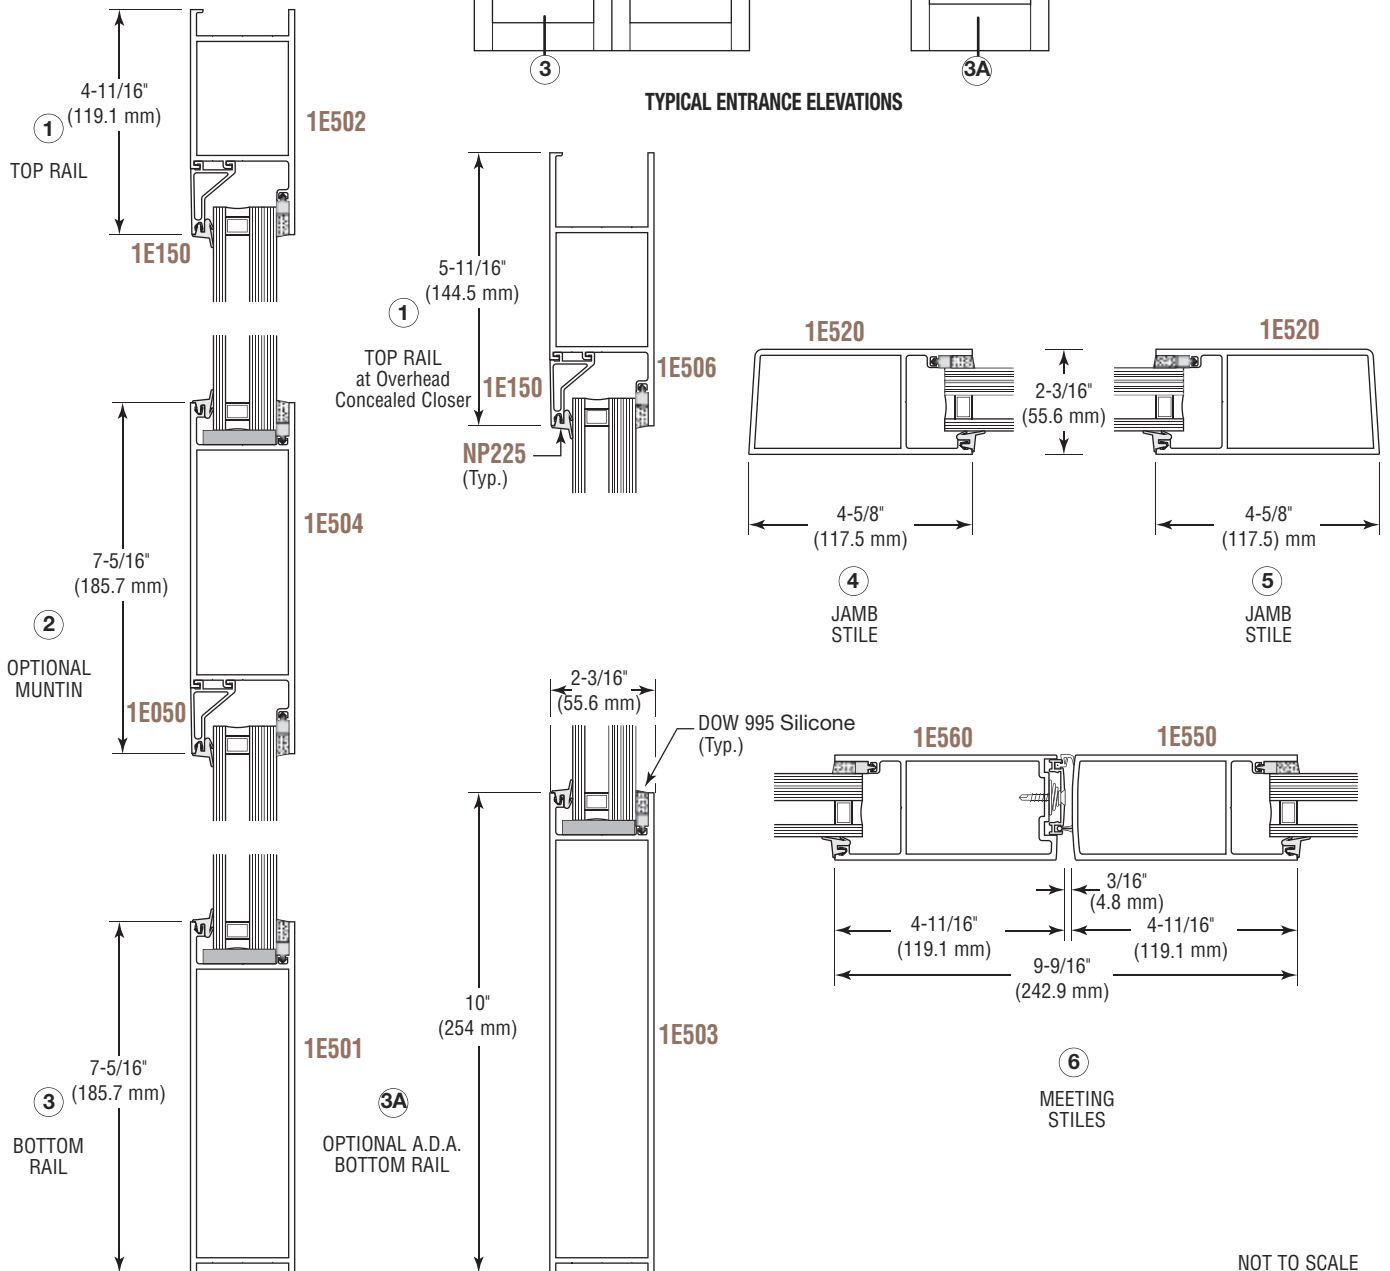 3
3A
TYPICAL ENTRANCE ELEVATIONS
4-11/16"
(119.1 mm)
1
TOP RAIL
1E502
1E150
5-11/16"
(144.5 mm)
1
TOP RAIL
at Overhead
Concealed Closer
1E150
1E506
NP225
(Typ.)
1E520
1E520
2-3/16"
(55.6 mm)
4-5/8"
(117.5 mm)
4-5/8"
(117.5) mm
4
JAMB
STILE
5
JAMB
STILE
1E504
7-5/16"
(185.7 mm)
2
OPTIONAL
MUNTIN
1E050
2-3/16"
(55.6 mm)
DOW 995 Silicone
(Typ.)
1E560
1E550
3/16"
(4.8 mm)
4-11/16"
(119.1 mm)
4-11/16"
(119.1 mm)
9-9/16"
(242.9 mm)
6
MEETING
STILES
1E501
7-5/16"
(185.7 mm)
3
BOTTOM
RAIL
10"
(254 mm)
1E503
3A
OPTIONAL A.D.A.
BOTTOM RAIL
NOT TO SCALE